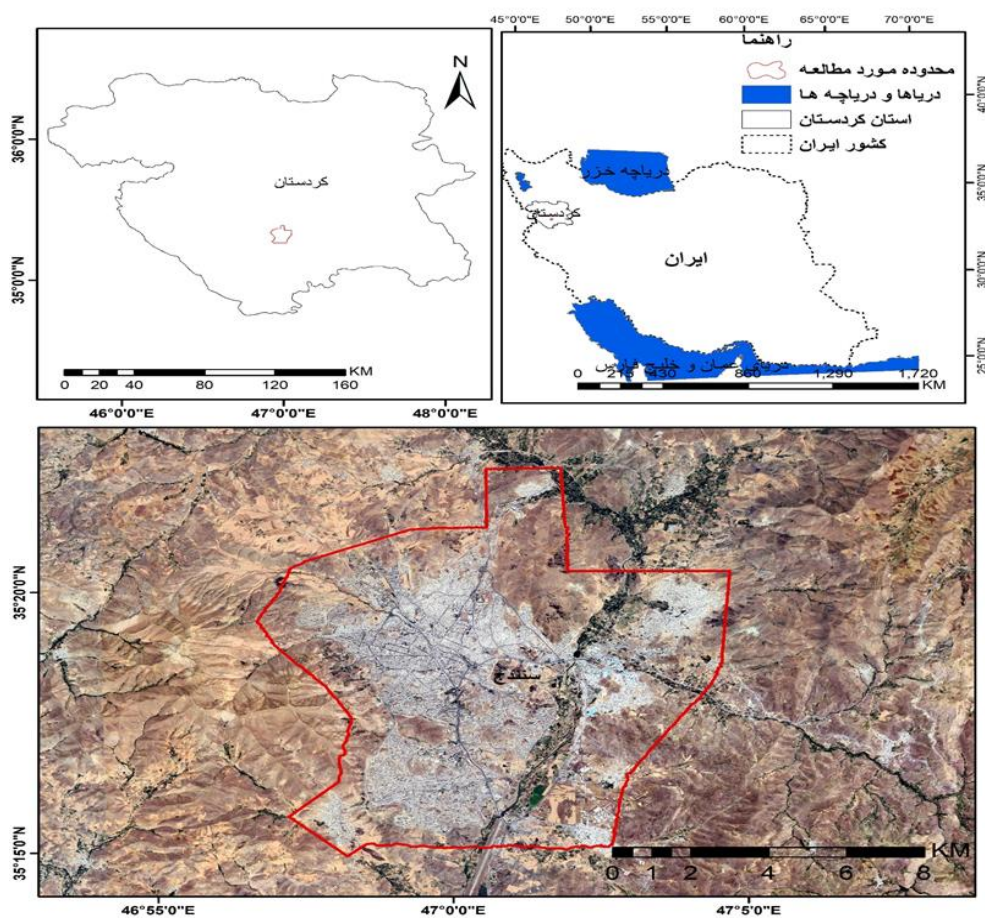 45°0'0"E 50°0'0"E 55°0'0"E 60°0'0"E 65°0'0"E 70°0'0"E
N
36°0'0"N
35°0'0"N
کردستان
0 20 40 80 120 160 KM
46°0'0"E 47°0'0"E 48°0'0"E
راهنما
محدوده مورد مطالعه
دریاها و دریاچه ها
استان کردستان
کشور ایران
40°0'0"N
35°0'0"N
30°0'0"N
25°0'0"N
دریاچه خزر
کردستان
ایران
دریای عمان و خلیج فارس
0 215 430 860 1,290 1,720
KM
35°20'0"N
35°15'0"N
سنندج
0 1 2 4 6 8 KM
46°55'0"E 47°0'0"E 47°5'0"E